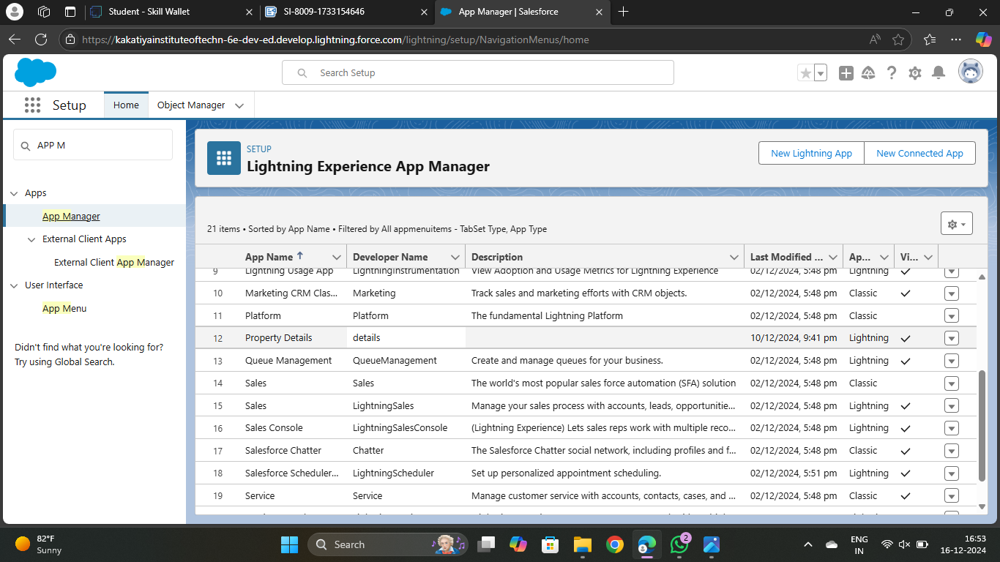 Student - Skill Wallet
SI-8009-1733154646
App Manager | Salesforce
https://kakatiyainstituteoftechn-6e-dev-ed.develop.lightning.force.com/lightning/setup/NavigationMenus/home
Search Setup
Setup
Home
Object Manager
APP M
Apps
App Manager
External Client Apps
External Client App Manager
User Interface
App Menu
Didn't find what you're looking for?
Try using Global Search.
SETUP
Lightning Experience App Manager
New Lightning App
New Connected App
21 items • Sorted by App Name • Filtered by All appmenuitems - TabSet Type, App Type
App Name Developer Name Description Last Modified ... Ap... Vi...
9 Lightning Usage App LightningInstrumentation View Adoption and Usage Metrics for Lightning Experience 02/12/2024, 5:48 pm Lightning
10 Marketing CRM Clas... Marketing Track sales and marketing efforts with CRM objects. 02/12/2024, 5:48 pm Classic
11 Platform Platform The fundamental Lightning Platform 02/12/2024, 5:48 pm Classic
12 Property Details details 10/12/2024, 9:41 pm Lightning
13 Queue Management QueueManagement Create and manage queues for your business. 02/12/2024, 5:48 pm Lightning
14 Sales Sales The world's most popular sales force automation (SFA) solution 02/12/2024, 5:48 pm Classic
15 Sales LightningSales Manage your sales process with accounts, leads, opportunitie... 02/12/2024, 5:48 pm Lightning
16 Sales Console LightningSalesConsole (Lightning Experience) Lets sales reps work with multiple reco... 02/12/2024, 5:48 pm Lightning
17 Salesforce Chatter Chatter The Salesforce Chatter social network, including profiles and f... 02/12/2024, 5:48 pm Classic
18 Salesforce Scheduler... LightningScheduler Set up personalized appointment scheduling. 02/12/2024, 5:51 pm Lightning
19 Service Service Manage customer service with accounts, contacts, cases, and ... 02/12/2024, 5:48 pm Classic
82°F
Sunny
Search
2
ENG
IN
16:53
16-12-2024